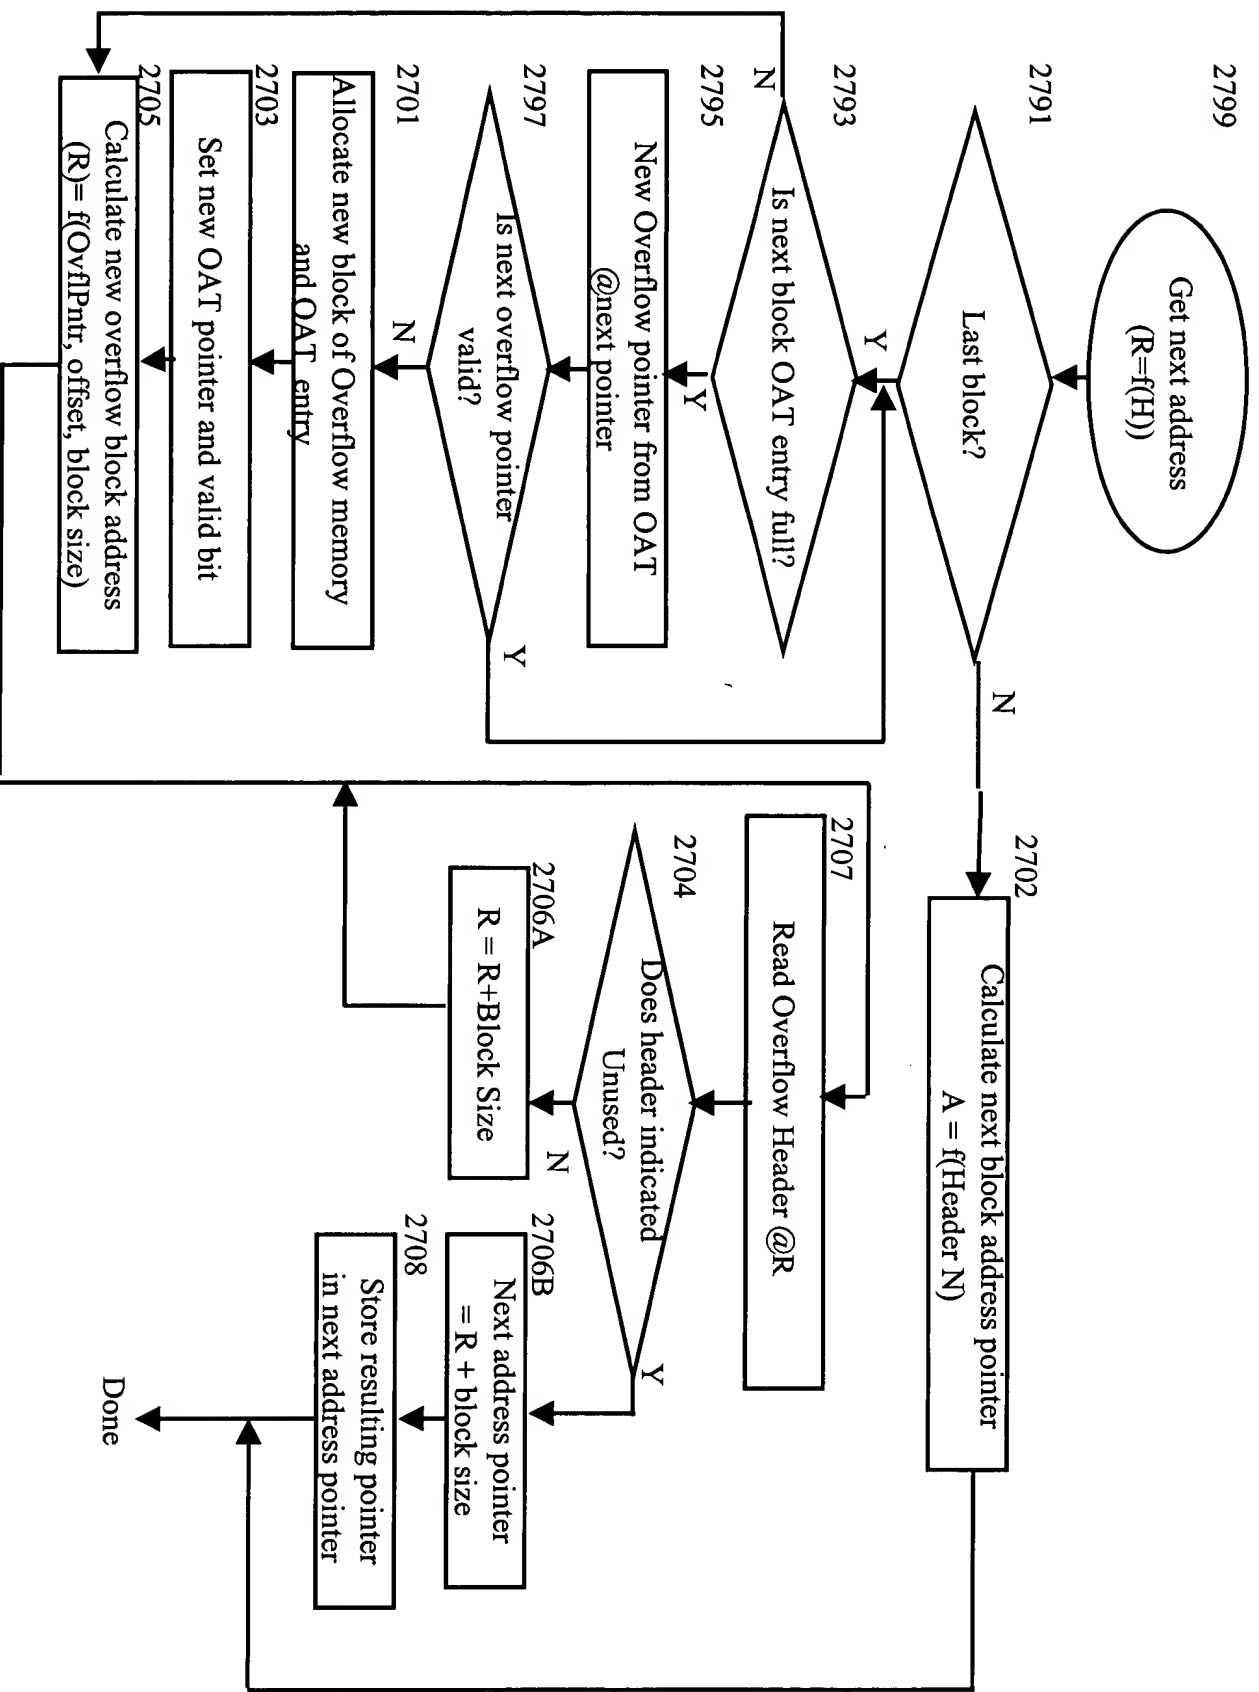 2799
Get next address
(R=f(H))
2791
Last block?
N
Y
2793
Is next block OAT entry full?
N
Y
2795
New Overflow pointer from OAT
@next pointer
2797
Is next overflow pointer
valid?
Y
N
2701
Allocate new block of Overflow memory
and OAT entry
2703
Set new OAT pointer and valid bit
2705
Calculate new overflow block address
(R)= f(OvflPntr, offset, block size)
2702
Calculate next block address pointer
A = f(Header N)
2707
Read Overflow Header @R
2704
Does header indicated
Unused?
Y
N
2706A
R = R+Block Size
2706B
Next address pointer
= R + block size
2708
Store resulting pointer
in next address pointer
Done